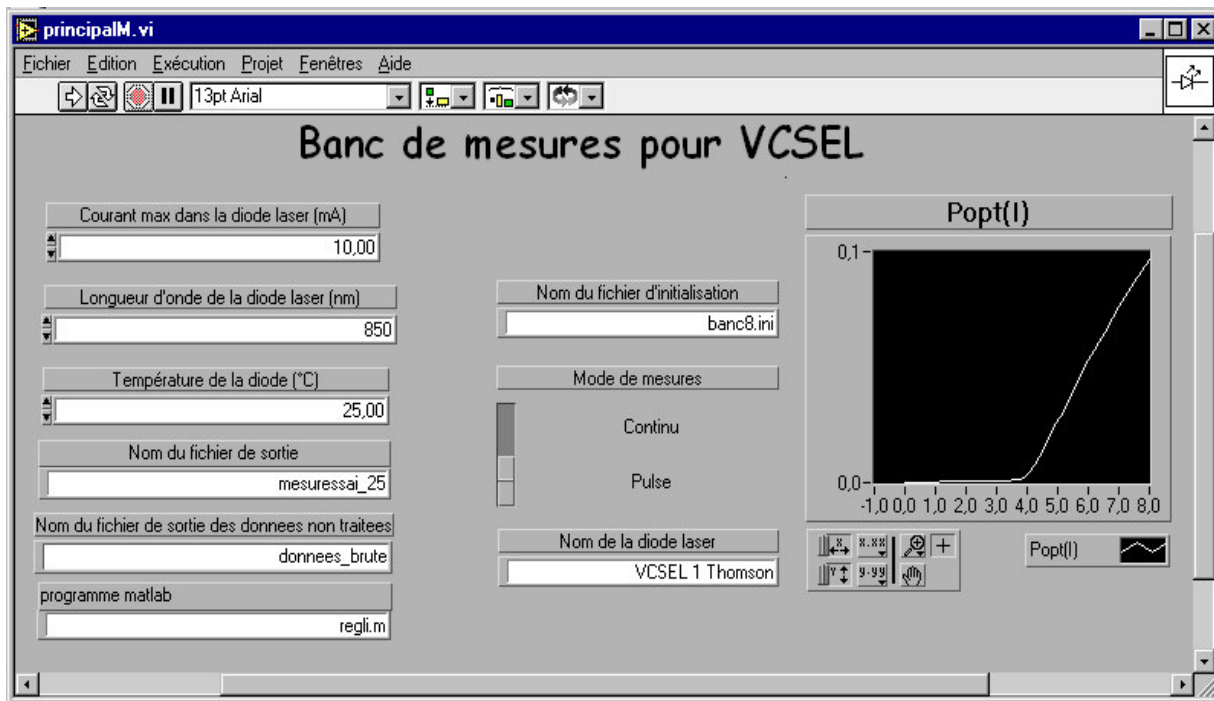 principalM.vi
Fichier Edition Exécution Projet Fenêtres Aide
13pt Arial
Banc de mesures pour VCSEL
Courant max dans la diode laser (mA)
10,00
Longueur d'onde de la diode laser (nm)
850
Température de la diode (°C)
25,00
Nom du fichier de sortie
mesuressai_25
Nom du fichier de sortie des donnees non traitees
donnees_brute
programme matlab
regli.m
Nom du fichier d'initialisation
banc8.ini
Mode de mesures
Continu
Pulse
Nom de la diode laser
VCSEL 1 Thomson
Popt(I)
0,1
0,0
-1,0 0,0 1,0 2,0 3,0 4,0 5,0 6,0 7,0 8,0
X x.xx
Y y.yy
Popt(I)